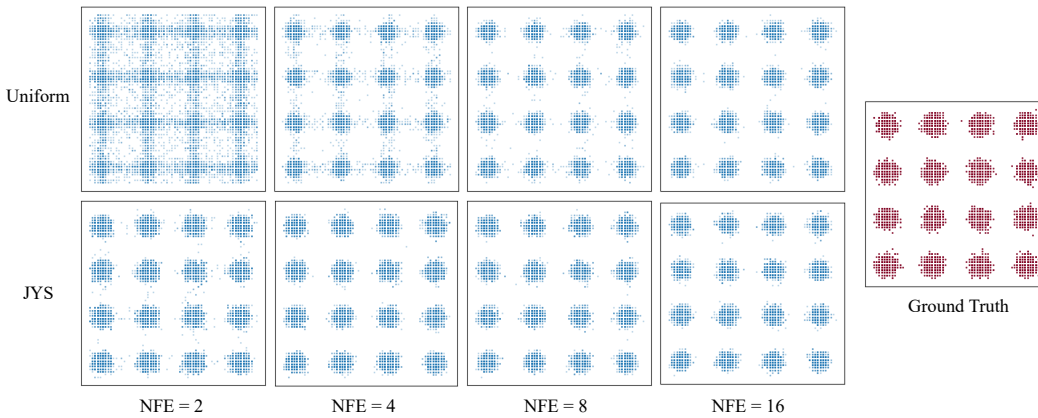 Uniform
JYS
Ground Truth
NFE = 2
NFE = 4
NFE = 8
NFE = 16